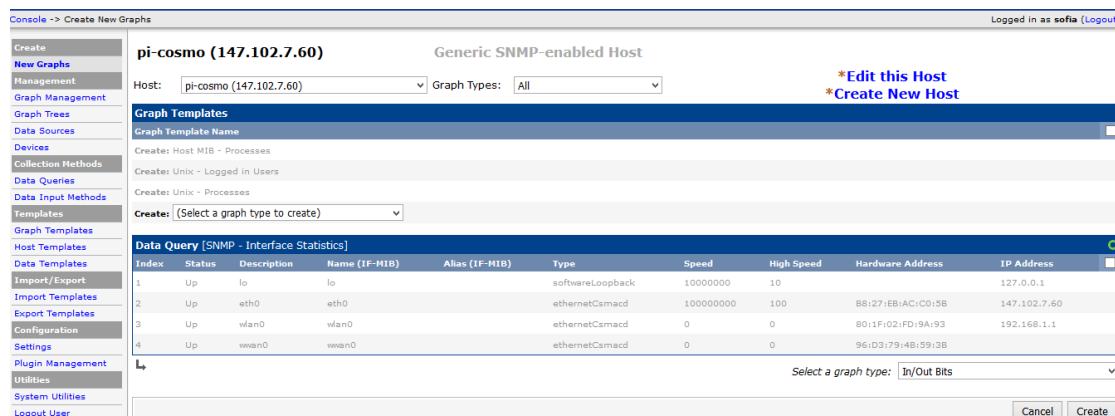 Console -> Create New Graphs
Logged in as sofia (Logout
Create
New Graphs
Management
Graph Management
Graph Trees
Data Sources
Devices
Collection Methods
Data Queries
Data Input Methods
Templates
Graph Templates
Host Templates
Data Templates
Import/Export
Import Templates
Export Templates
Configuration
Settings
Plugin Management
Utilities
System Utilities
Logout User
pi-cosmo (147.102.7.60)
Generic SNMP-enabled Host
Host: pi-cosmo (147.102.7.60) Graph Types: All
*Edit this Host
*Create New Host
Graph Templates
Graph Template Name
Create: Host MIB - Processes
Create: Unix - Logged in Users
Create: Unix - Processes
Create: (Select a graph type to create)
Data Query [SNMP - Interface Statistics]
Index Status Description Name (IF-MIB) Alias (IF-MIB) Type Speed High Speed Hardware Address IP Address
1 Up lo lo softwareLoopback 10000000 10 127.0.0.1
2 Up eth0 eth0 ethernetCsmacd 100000000 100 B8:27:EB:AC:C0:5B 147.102.7.60
3 Up wlan0 wlan0 ethernetCsmacd 0 0 80:1F:02:FD:9A:93 192.168.1.1
4 Up wwan0 wwan0 ethernetCsmacd 0 0 96:D3:79:4B:59:3B
Select a graph type: In/Out Bits
Cancel Create